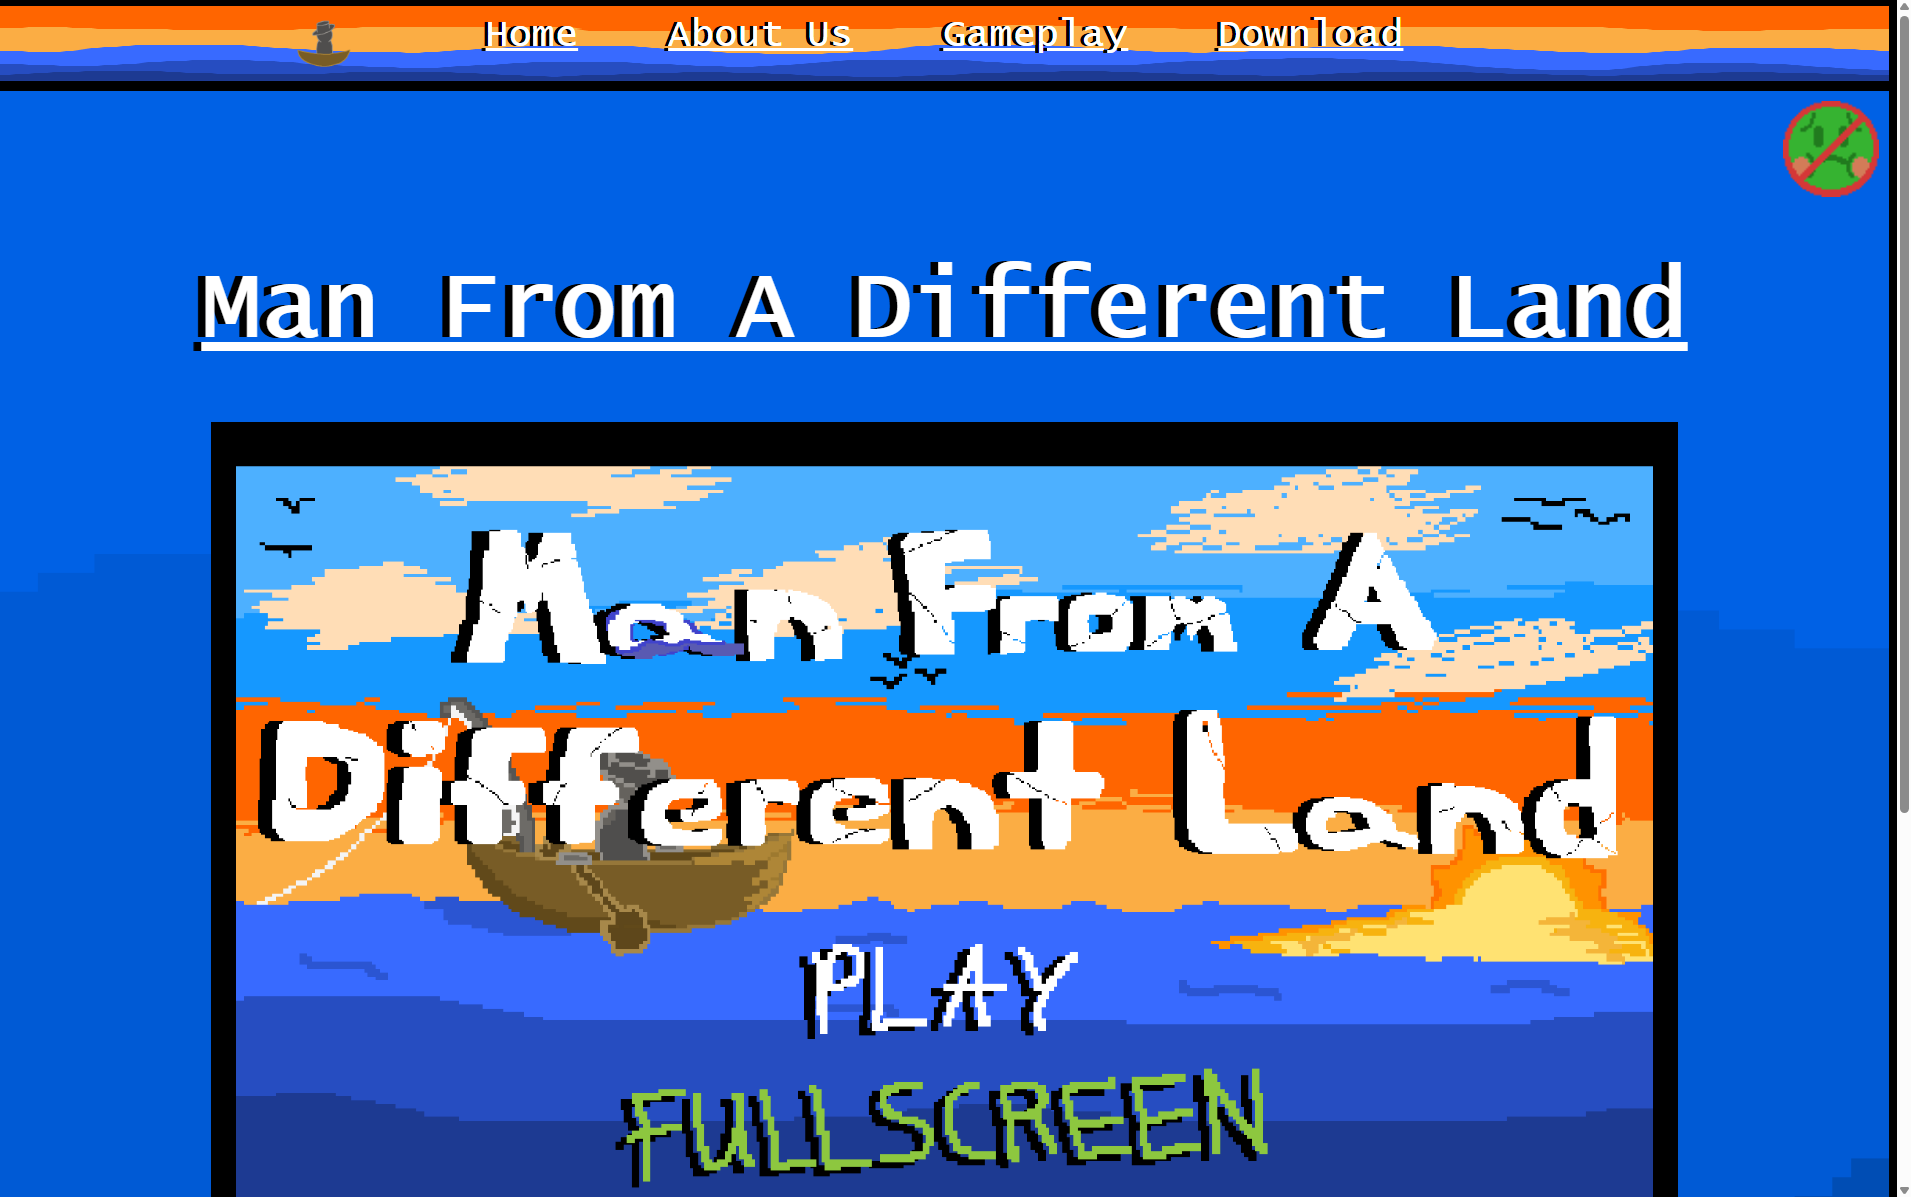 Home About Us Gameplay Download
Man From A Different Land
Man From A
Different Land
PLAY
FULLSCREEN